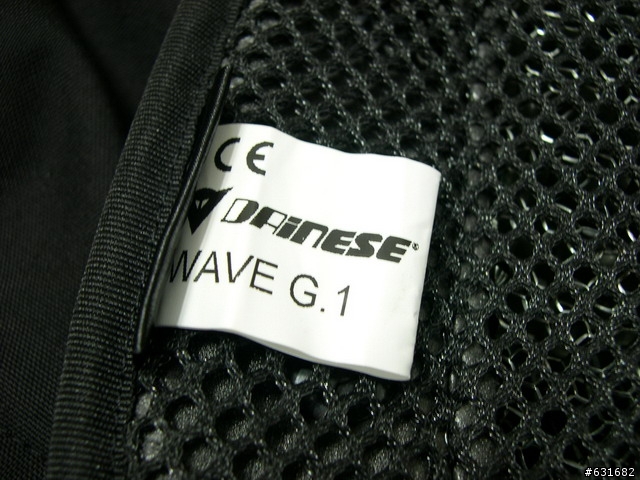 CE
DAINESE®
WAVE G.1
#631682